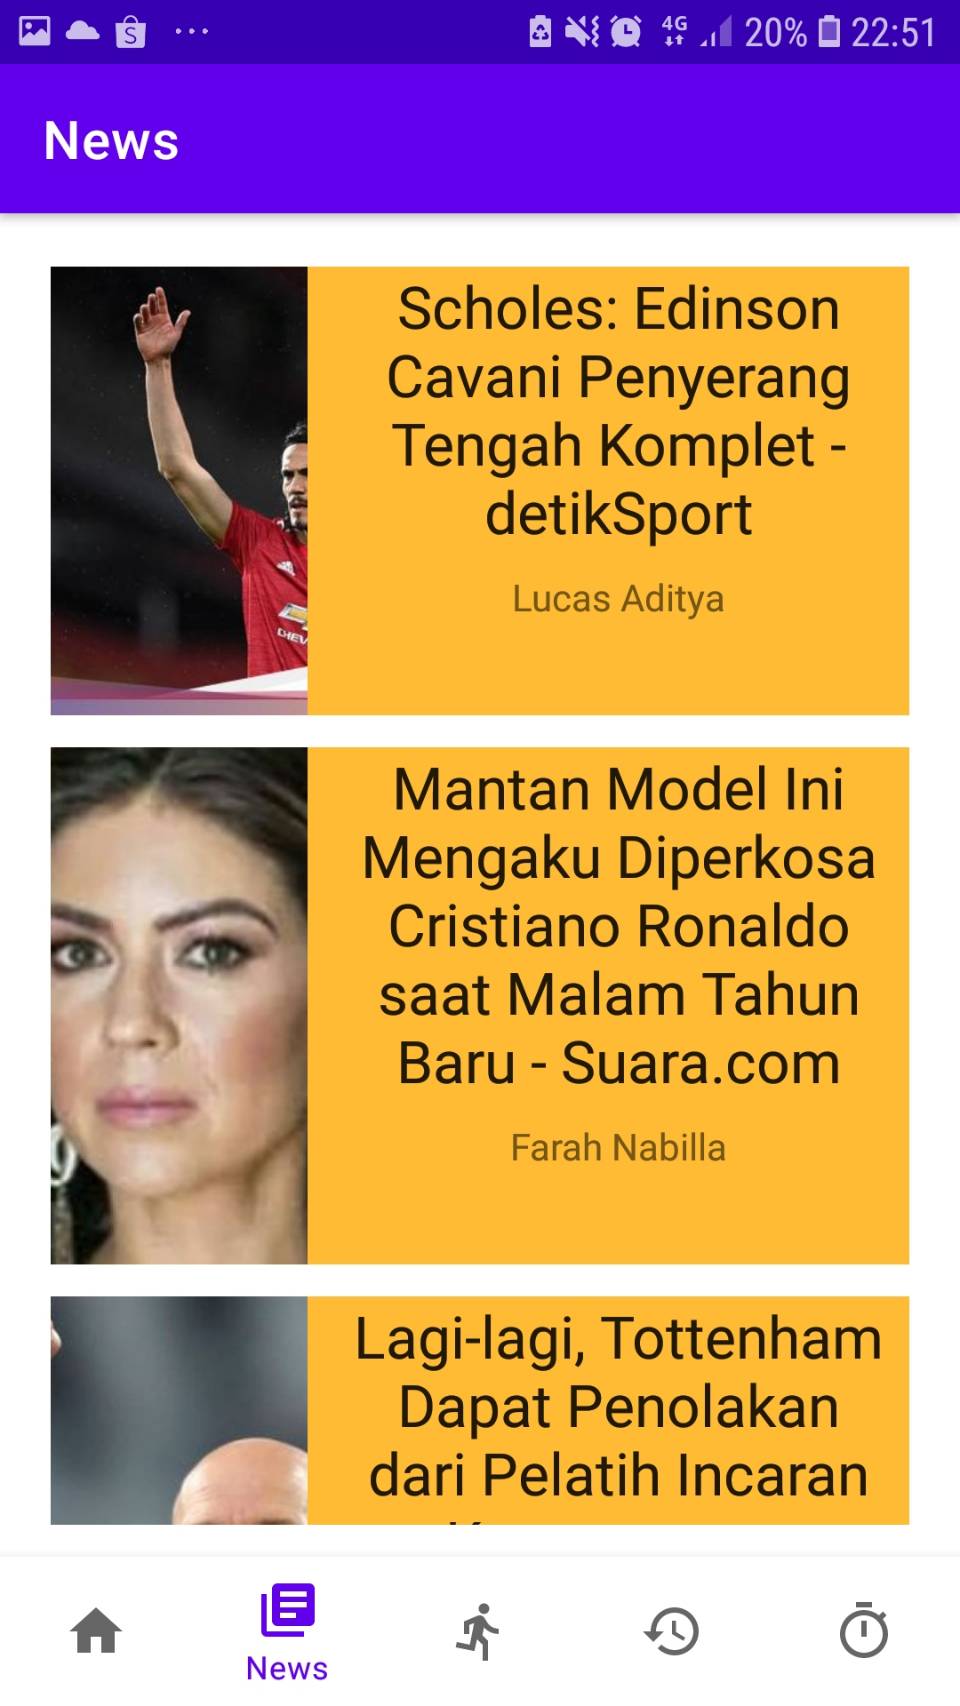 4G 20% 22:51
News
Scholes: Edinson
Cavani Penyerang
Tengah Komplet -
detikSport
Lucas Aditya
Mantan Model Ini
Mengaku Diperkosa
Cristiano Ronaldo
saat Malam Tahun
Baru - Suara.com
Farah Nabilla
Lagi-lagi, Tottenham
Dapat Penolakan
dari Pelatih Incaran
News